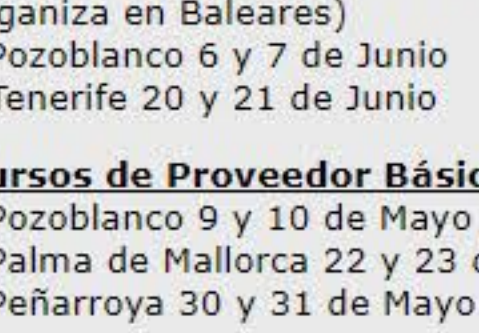 ganiza en Baleares)
Pozoblanco 6 y 7 de Junio
Tenerife 20 y 21 de Junio
ursos de Proveedor Básic
Pozoblanco 9 y 10 de Mayo
Palma de Mallorca 22 y 23
Peñarroya 30 y 31 de Mayo